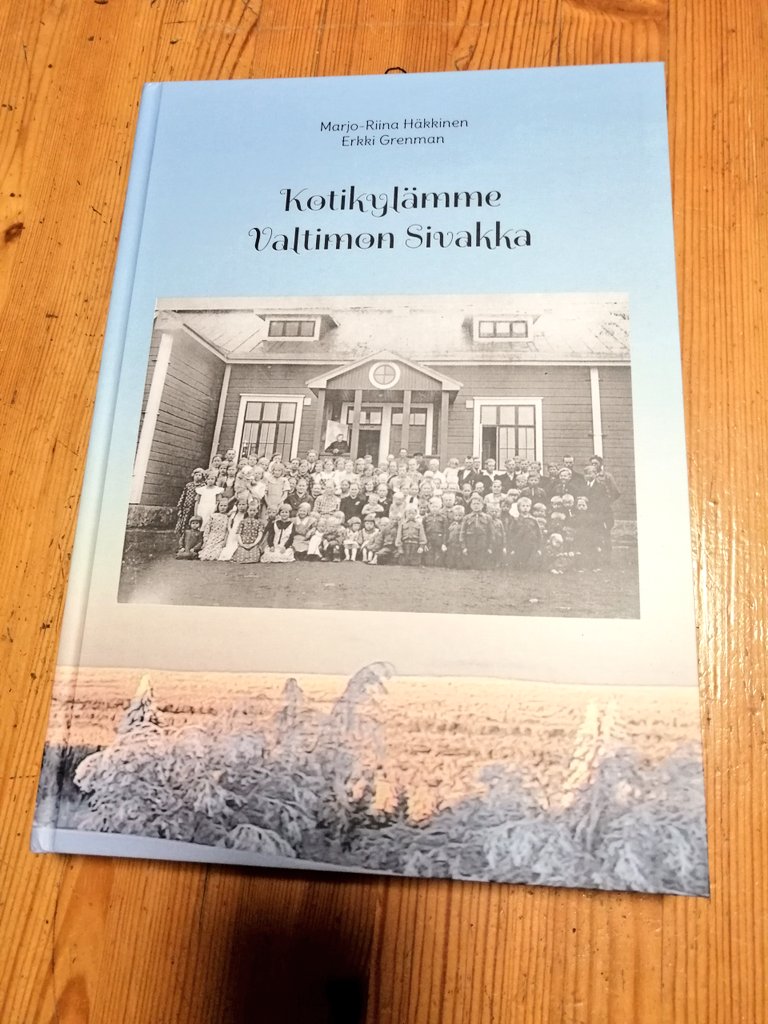 Marjo-Riina Häkkinen
Erkki Grenman
Kotikylämme
Valtimon Sivakka